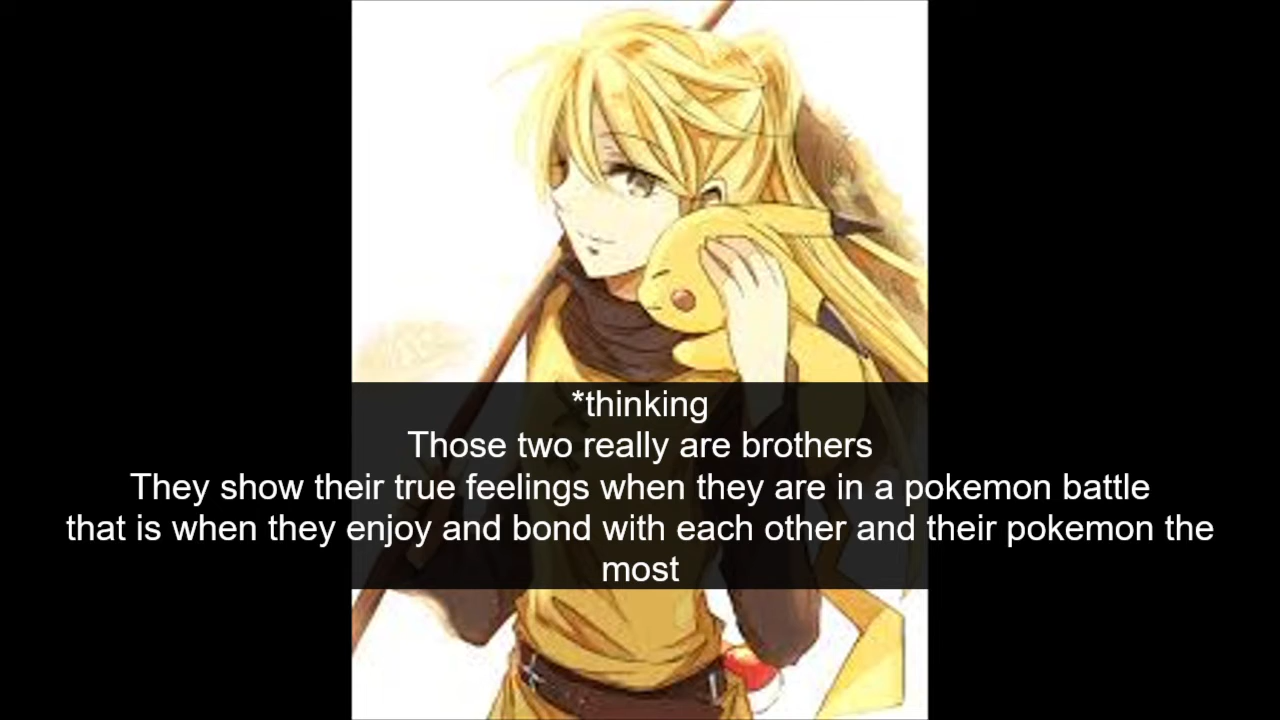 *thinking
Those two really are brothers
They show their true feelings when they are in a pokemon battle
that is when they enjoy and bond with each other and their pokemon the
most